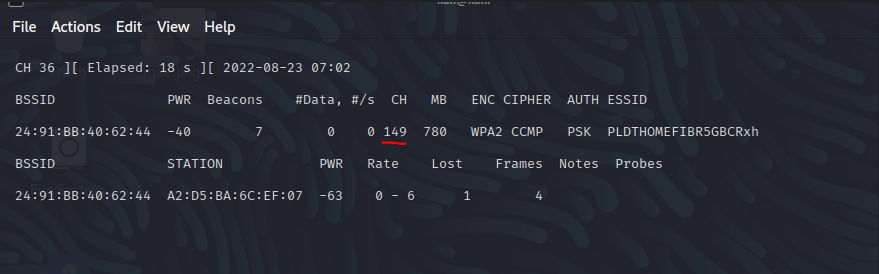 File Actions Edit View Help
CH 36 ][ Elapsed: 18 s ][ 2022-08-23 07:02
BSSID PWR Beacons #Data, #/s CH MB ENC CIPHER AUTH ESSID
24:91:BB:40:62:44 -40 7 0 0 149 780 WPA2 CCMP PSK PLDTHOMEFIBR5GBCRxh
BSSID STATION PWR Rate Lost Frames Notes Probes
24:91:BB:40:62:44 A2:D5:BA:6C:EF:07 -63 0 - 6 1 4